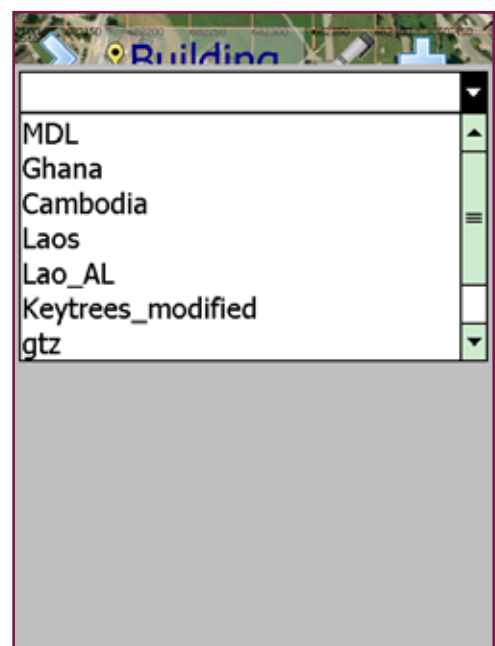 Building
MDL
Ghana
Cambodia
Laos
Lao_AL
Keytrees_modified
gtz